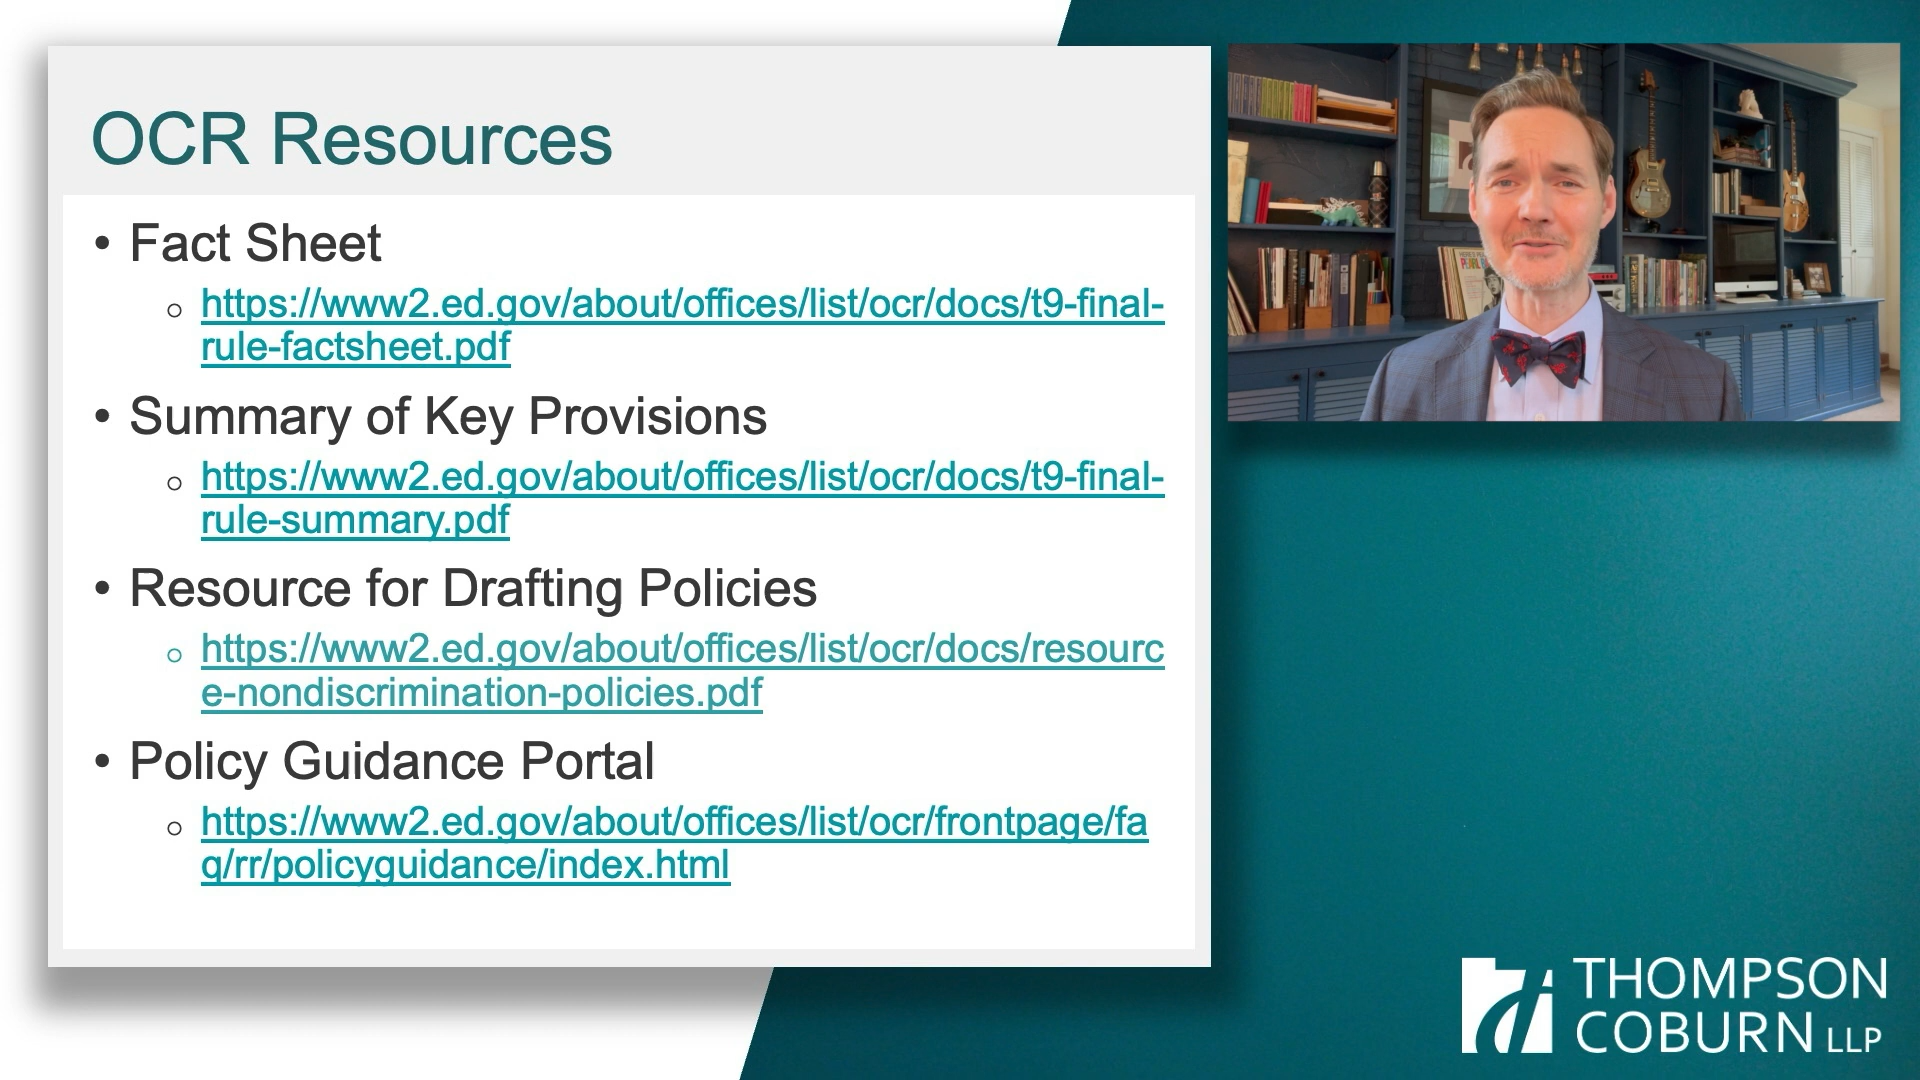 OCR Resources
• Fact Sheet
○ https://www2.ed.gov/about/offices/list/ocr/docs/t9-final-
rule-factsheet.pdf
• Summary of Key Provisions
○ https://www2.ed.gov/about/offices/list/ocr/docs/t9-final-
rule-summary.pdf
• Resource for Drafting Policies
○ https://www2.ed.gov/about/offices/list/ocr/docs/resourc
e-nondiscrimination-policies.pdf
• Policy Guidance Portal
○ https://www2.ed.gov/about/offices/list/ocr/frontpage/fa
q/rr/policyguidance/index.html
THOMPSON
COBURN LLP